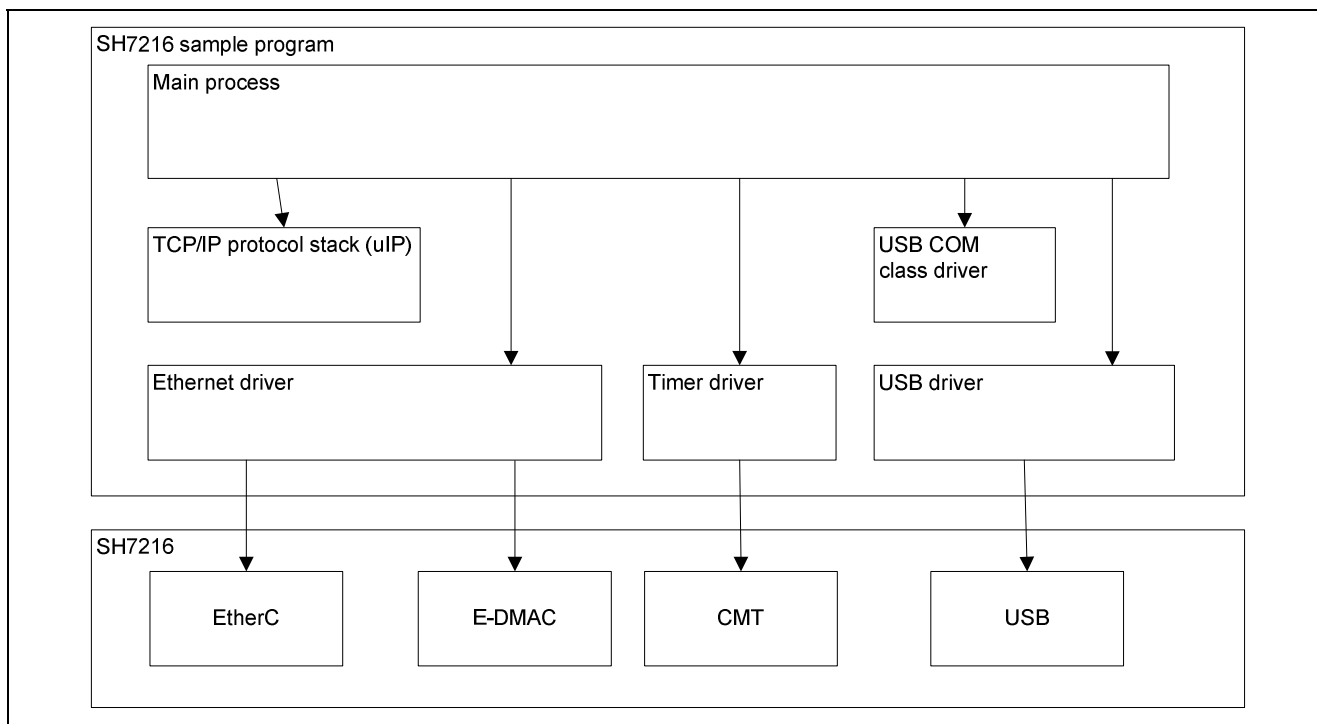 SH7216 sample program
Main process
TCP/IP protocol stack (uIP)
USB COM
class driver
Ethernet driver
Timer driver
USB driver
SH7216
EtherC
E-DMAC
CMT
USB